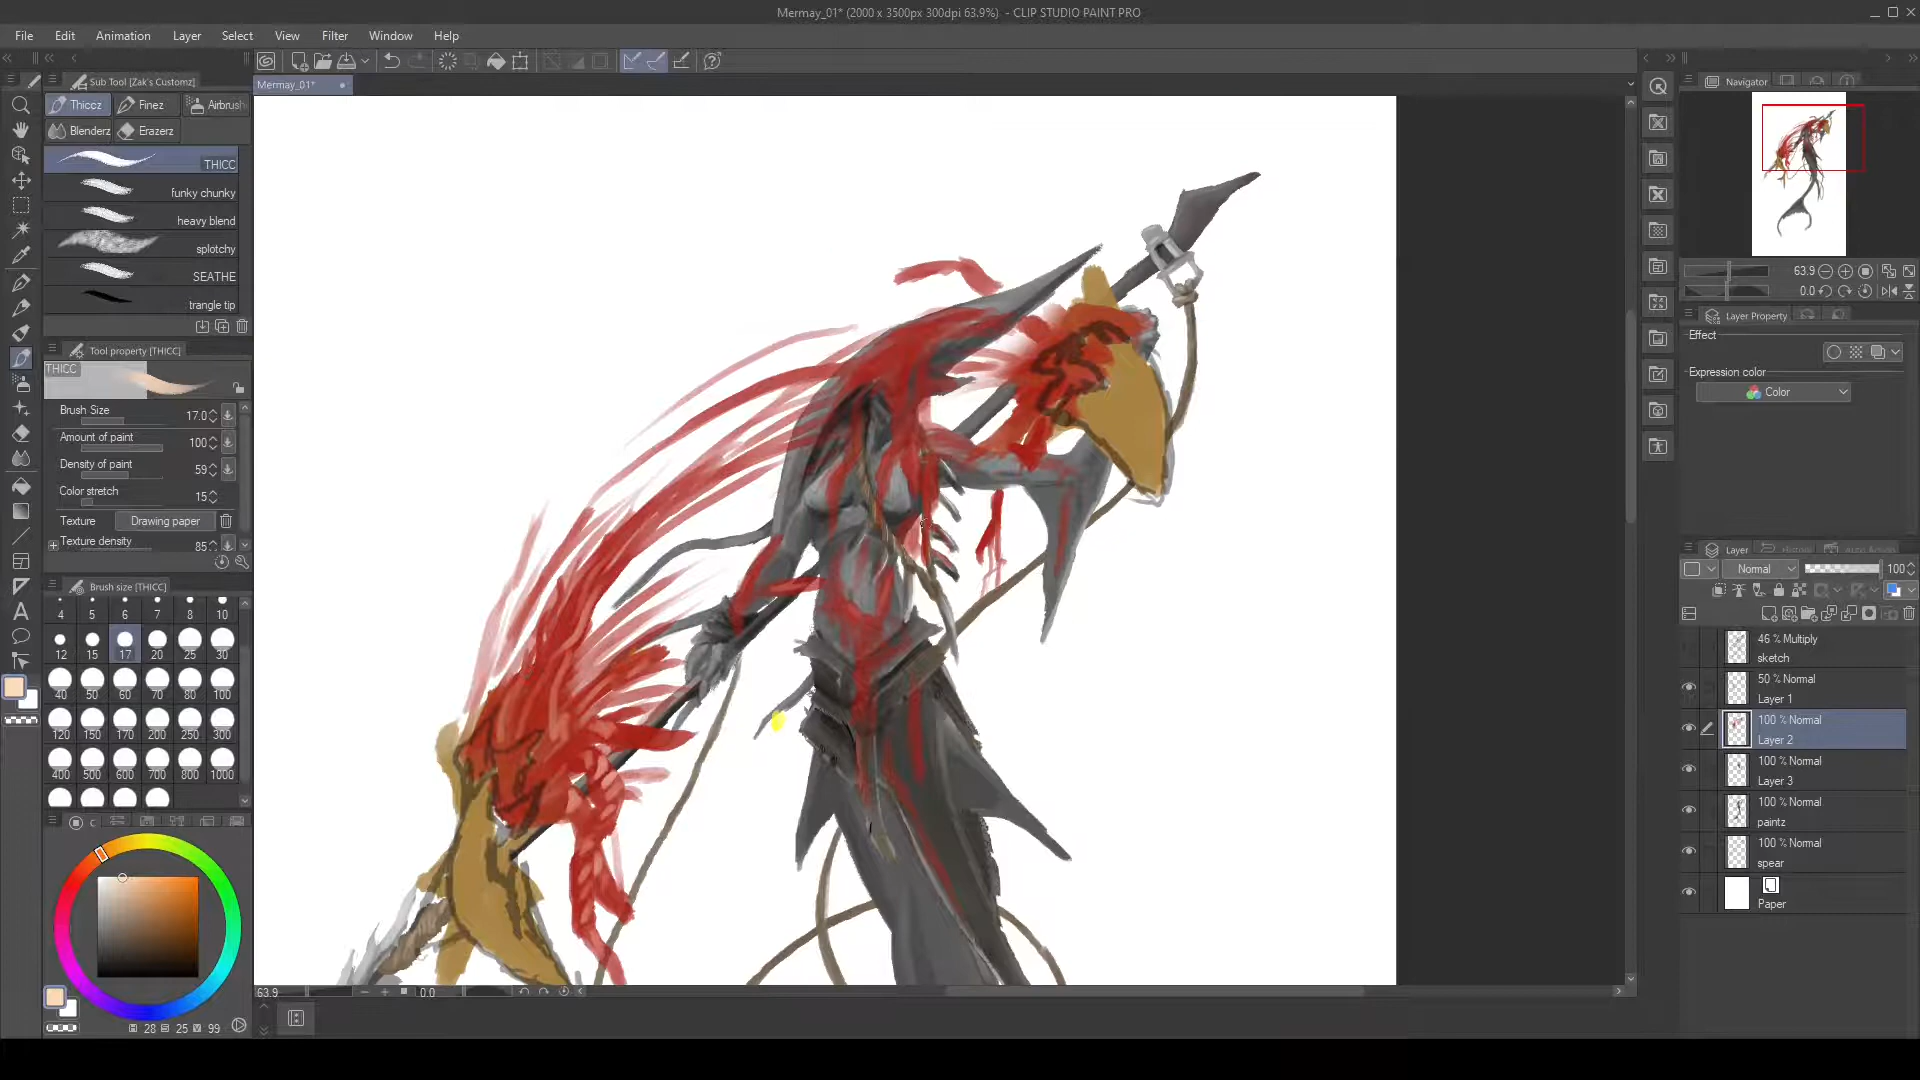 Mermay_01* (2000 x 3500px 300dpi 63.9%) - CLIP STUDIO PAINT PRO
File Edit Animation Layer Select View Filter Window Help
Sub Tool [Zak's Customz]
Mermay_01*
Navigator
Thiccz Finez Airbrush
Blenderz Erazerz
THICC
funky chunky
heavy blend
splotchy
SEATHE
trangle tip
63.9
0.0
Layer Property
Effect
Expression color
Color
Tool property [THICC]
THICC
Brush Size 17.0
Amount of paint 100
Density of paint 59
Color stretch 15
Texture Drawing paper
Texture density 85
Brush size [THICC]
4 5 6 7 8 10
12 15 17 20 25 30
40 50 60 70 80 100
120 150 170 200 250 300
400 500 600 700 800 1000
Layer
Normal 100
46 % Multiply
sketch
50 % Normal
Layer 1
100 % Normal
Layer 2
100 % Normal
Layer 3
100 % Normal
paintz
100 % Normal
spear
Paper
63.9 0.0
28 25 99